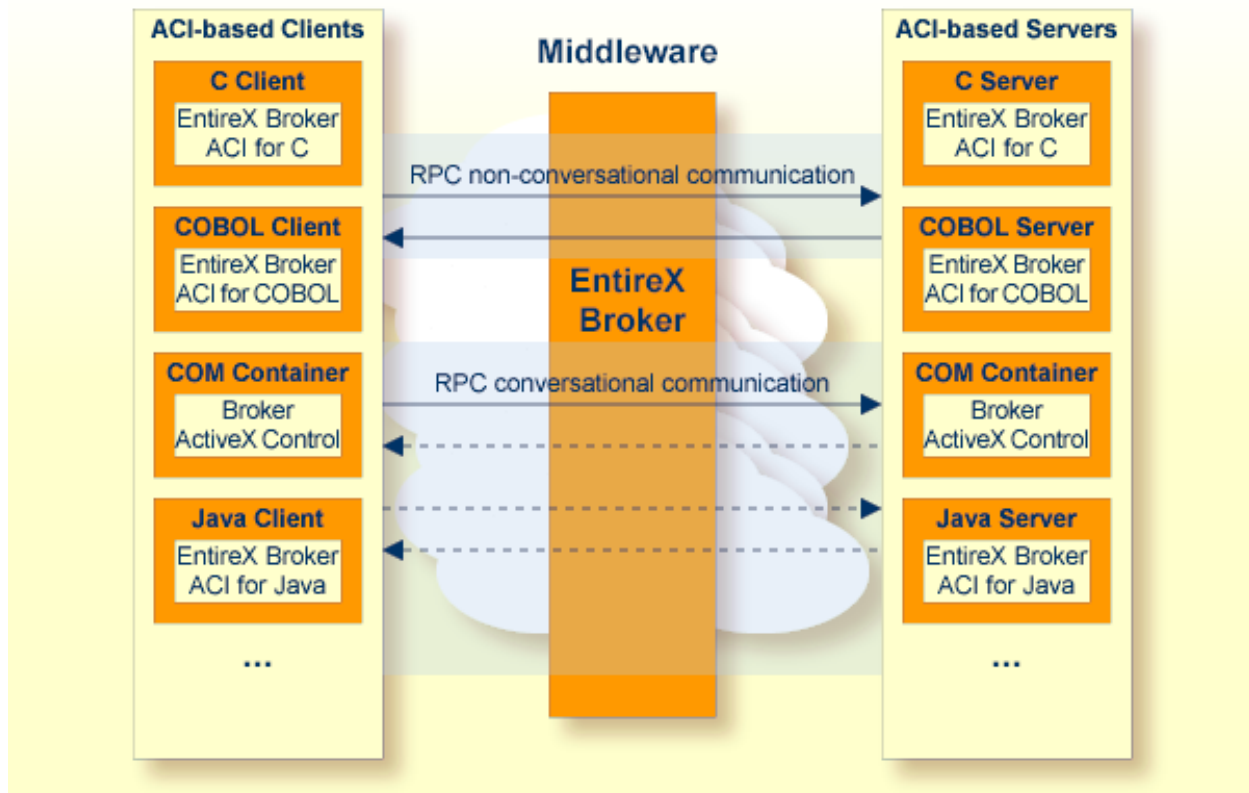 ACI-based Clients
C Client
EntireX Broker
ACI for C
COBOL Client
EntireX Broker
ACI for COBOL
COM Container
Broker
ActiveX Control
Java Client
EntireX Broker
ACI for Java
...
Middleware
RPC non-conversational communication
EntireX
Broker
RPC conversational communication
ACI-based Servers
C Server
EntireX Broker
ACI for C
COBOL Server
EntireX Broker
ACI for COBOL
COM Container
Broker
ActiveX Control
Java Server
EntireX Broker
ACI for Java
...